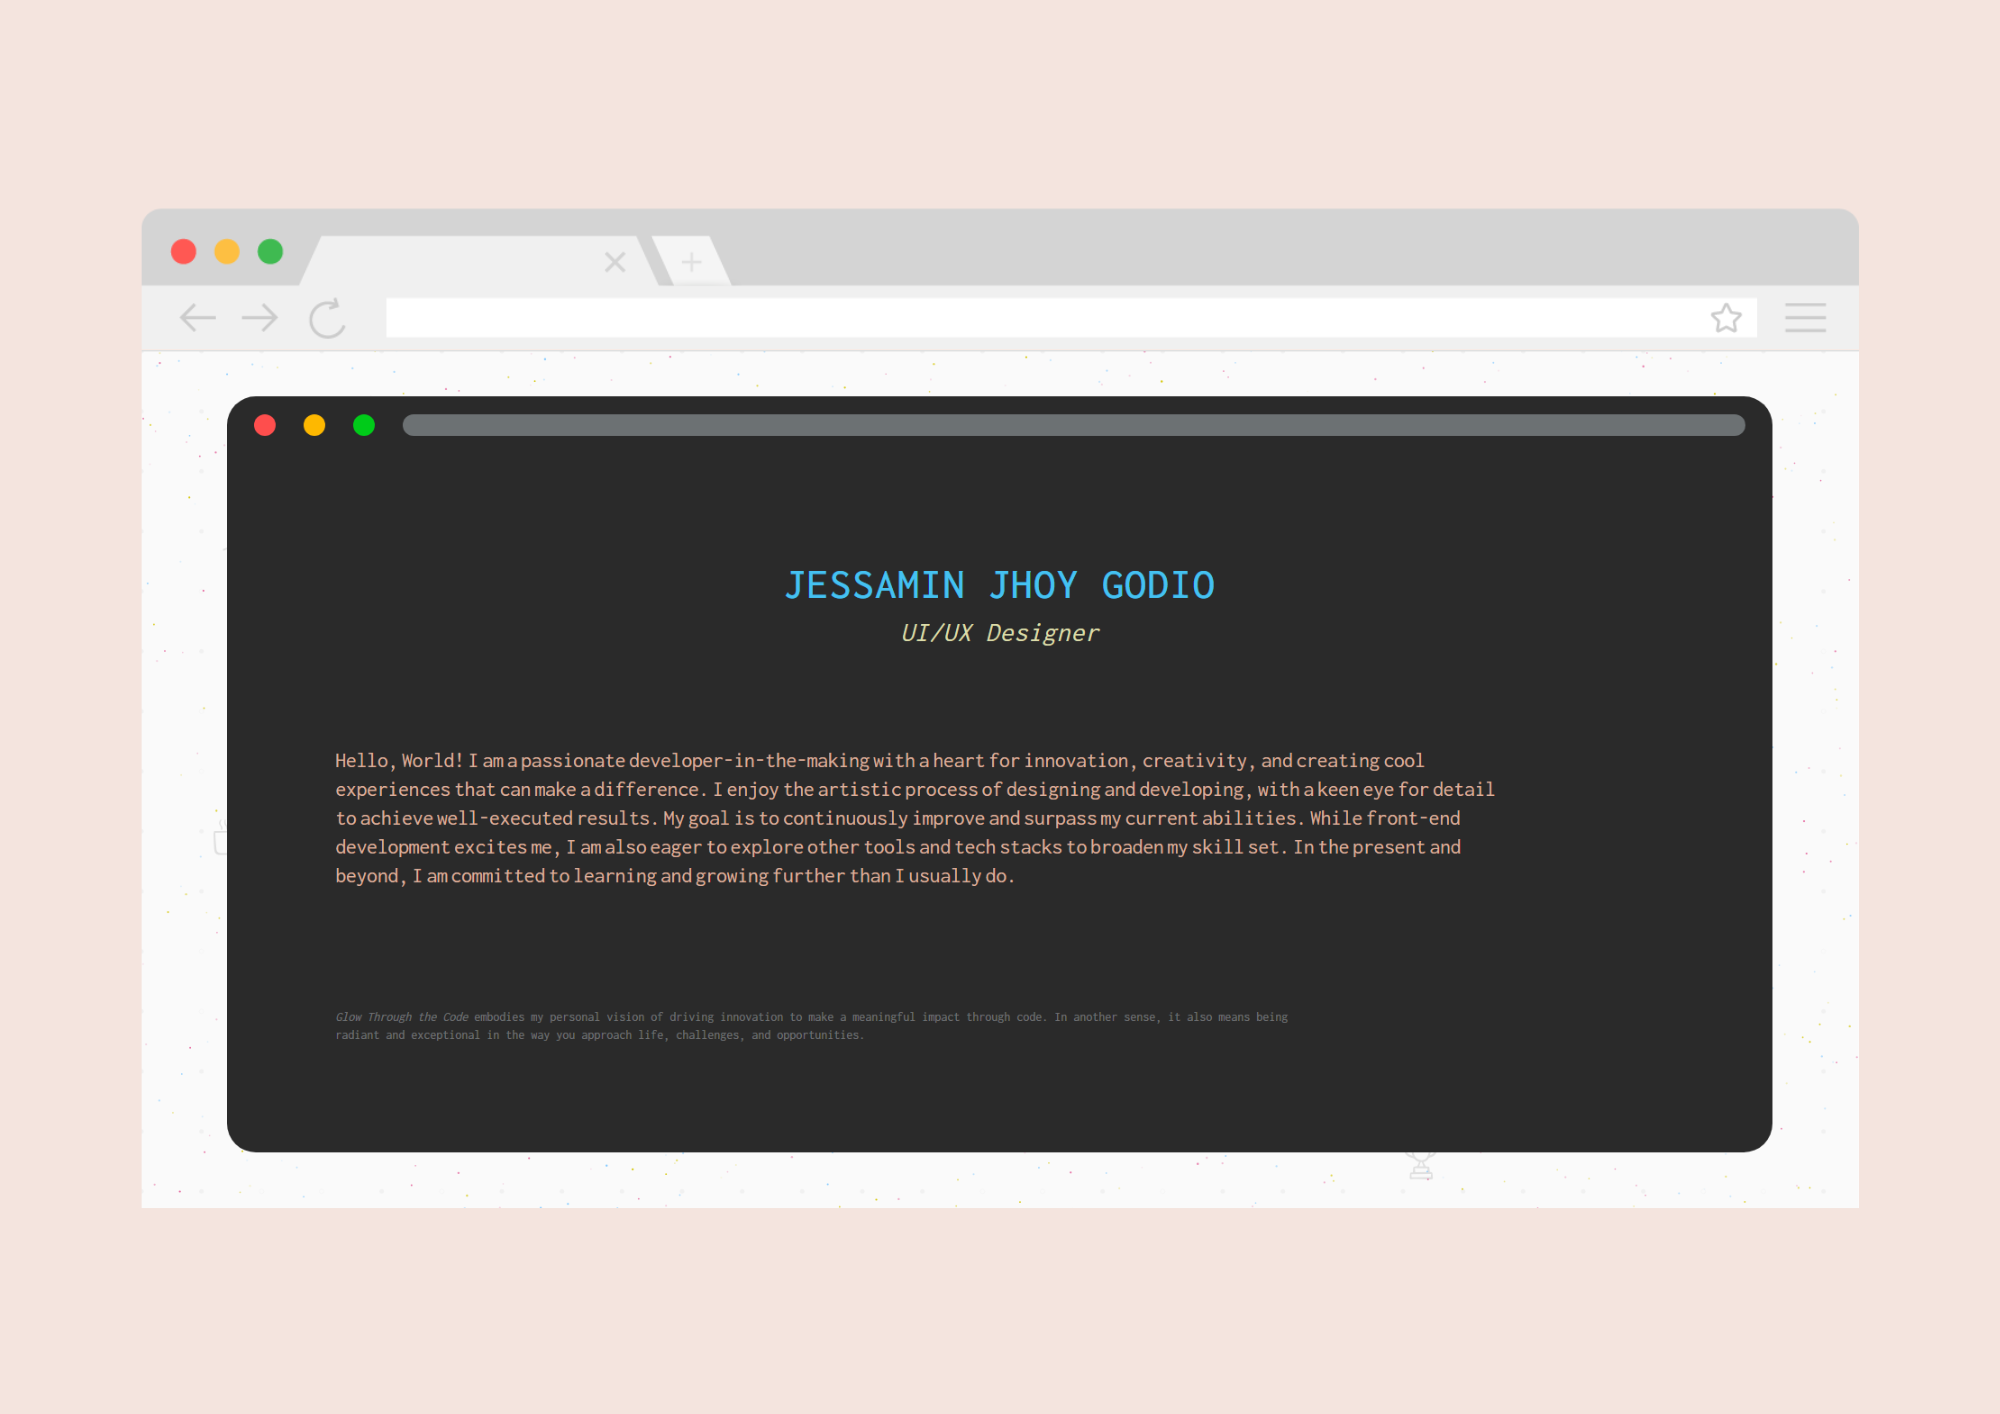 JESSAMIN JHOY GODIO
UI/UX Designer
Hello, World! I am a passionate developer-in-the-making with a heart for innovation, creativity, and creating cool
experiences that can make a difference. I enjoy the artistic process of designing and developing, with a keen eye for detail
to achieve well-executed results. My goal is to continuously improve and surpass my current abilities. While front-end
development excites me, I am also eager to explore other tools and tech stacks to broaden my skill set. In the present and
beyond, I am committed to learning and growing further than I usually do.
Glow Through the Code embodies my personal vision of driving innovation to make a meaningful impact through code. In another sense, it also means being
radiant and exceptional in the way you approach life, challenges, and opportunities.